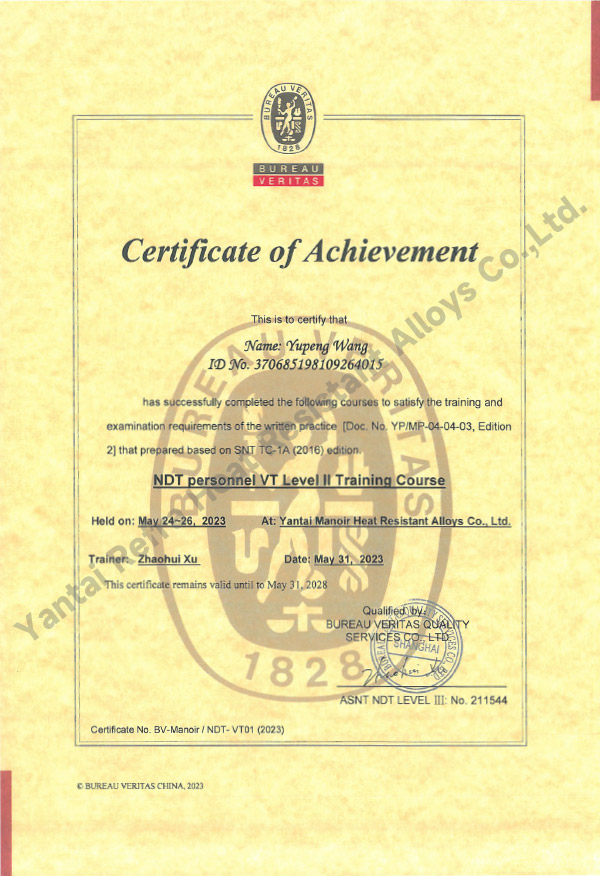 BUREAU VERITAS
1828
BUREAU
VERITAS
Certificate of Achievement
This is to certify that
Name: Yupeng Wang
ID No. 370685198109264015
has successfully completed the following courses to satisfy the training and
examination requirements of the written practice [Doc. No. YP/MP-04-04-03, Edition
2] that prepared based on SNT TC-1A (2016) edition.
NDT personnel VT Level II Training Course
Held on: May 24~26, 2023 At: Yantai Manoir Heat Resistant Alloys Co., Ltd.
Trainer: Zhaohui Xu Date: May 31, 2023
This certificate remains valid until to May 31, 2028
Qualified by:
BUREAU VERITAS QUALITY
SERVICES CO., LTD
SHANGHAI
ASNT NDT LEVEL III: No. 211544
Certificate No. BV-Manoir / NDT- VT01 (2023)
© BUREAU VERITAS CHINA, 2023
BUREAU VERITAS
1828
Yantai Heat Resistant Alloys Co.,Ltd.